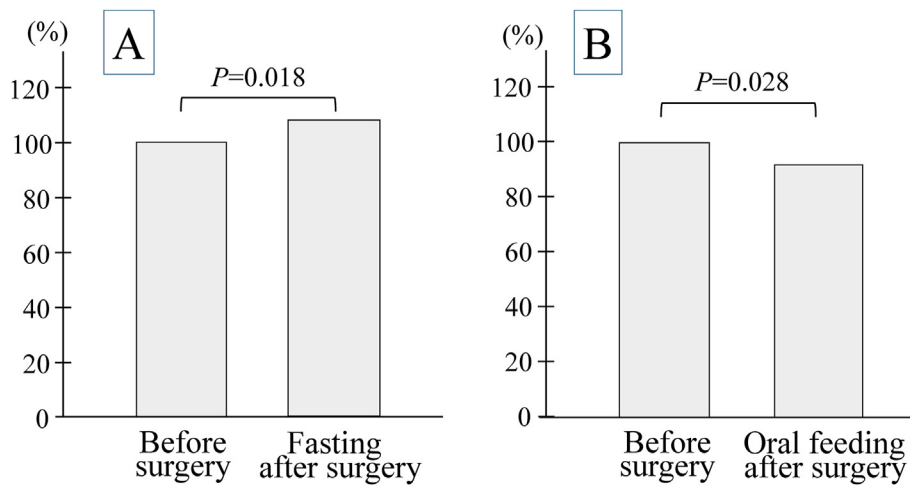 (%)
A
P=0.018
120
100
80
60
40
20
0
Before
surgery
Fasting
after surgery
(%)
B
P=0.028
120
100
80
60
40
20
0
Before
surgery
Oral feeding
after surgery